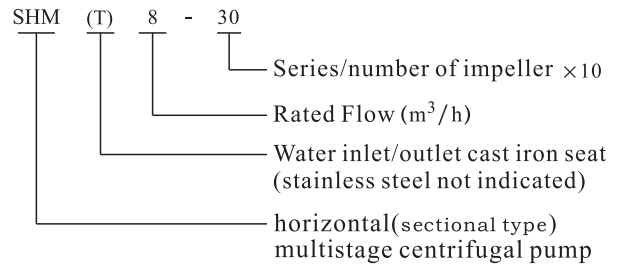 SHM (T) 8 - 30
Series/number of impeller ×10
Rated Flow (m³/h)
Water inlet/outlet cast iron seat
(stainless steel not indicated)
horizontal(sectional type)
multistage centrifugal pump